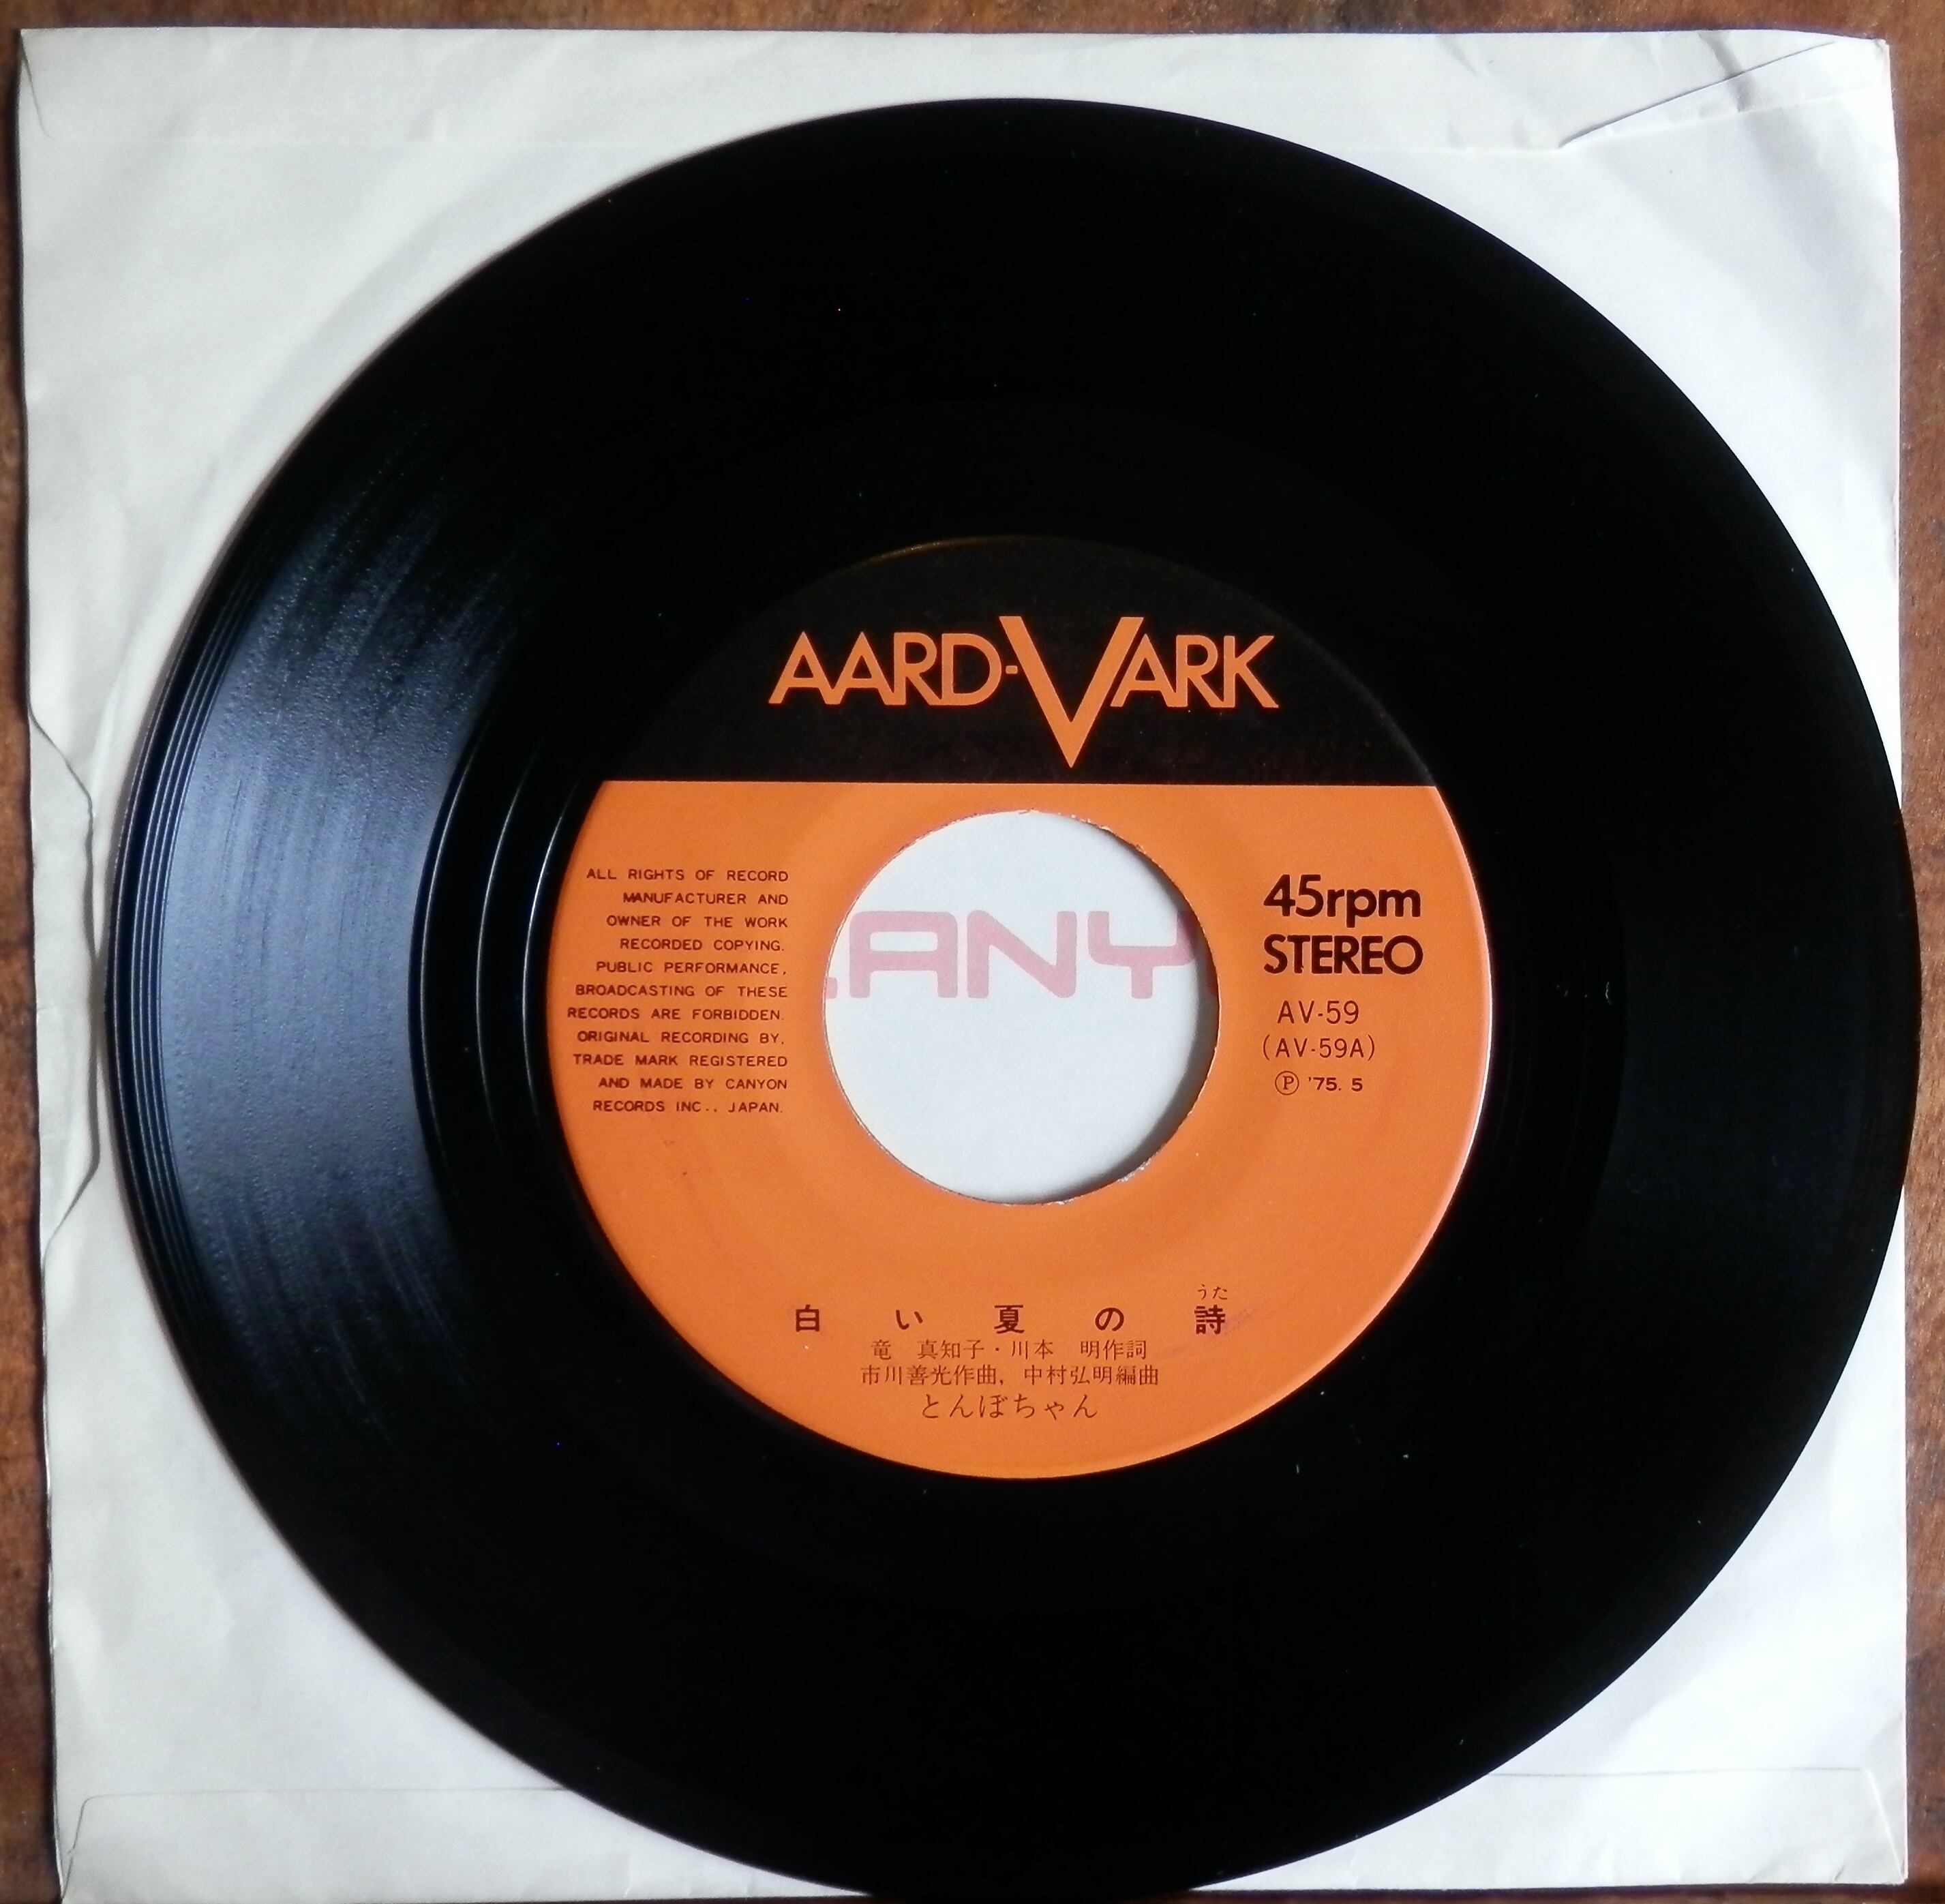 AARD-VARK
ALL RIGHTS OF RECORD
MANUFACTURER AND
OWNER OF THE WORK
RECORDED COPYING.
PUBLIC PERFORMANCE,
BROADCASTING OF THESE
RECORDS ARE FORBIDDEN.
ORIGINAL RECORDING BY,
TRADE MARK REGISTERED
AND MADE BY CANYON
RECORDS INC., JAPAN.
ANY
45rpm
STEREO
AV-59
(AV-59A)
Ⓟ '75. 5
うた
白い夏の詩
竜 真知子・川本 明作詞
市川善光作曲, 中村弘明編曲
とんぼちゃん